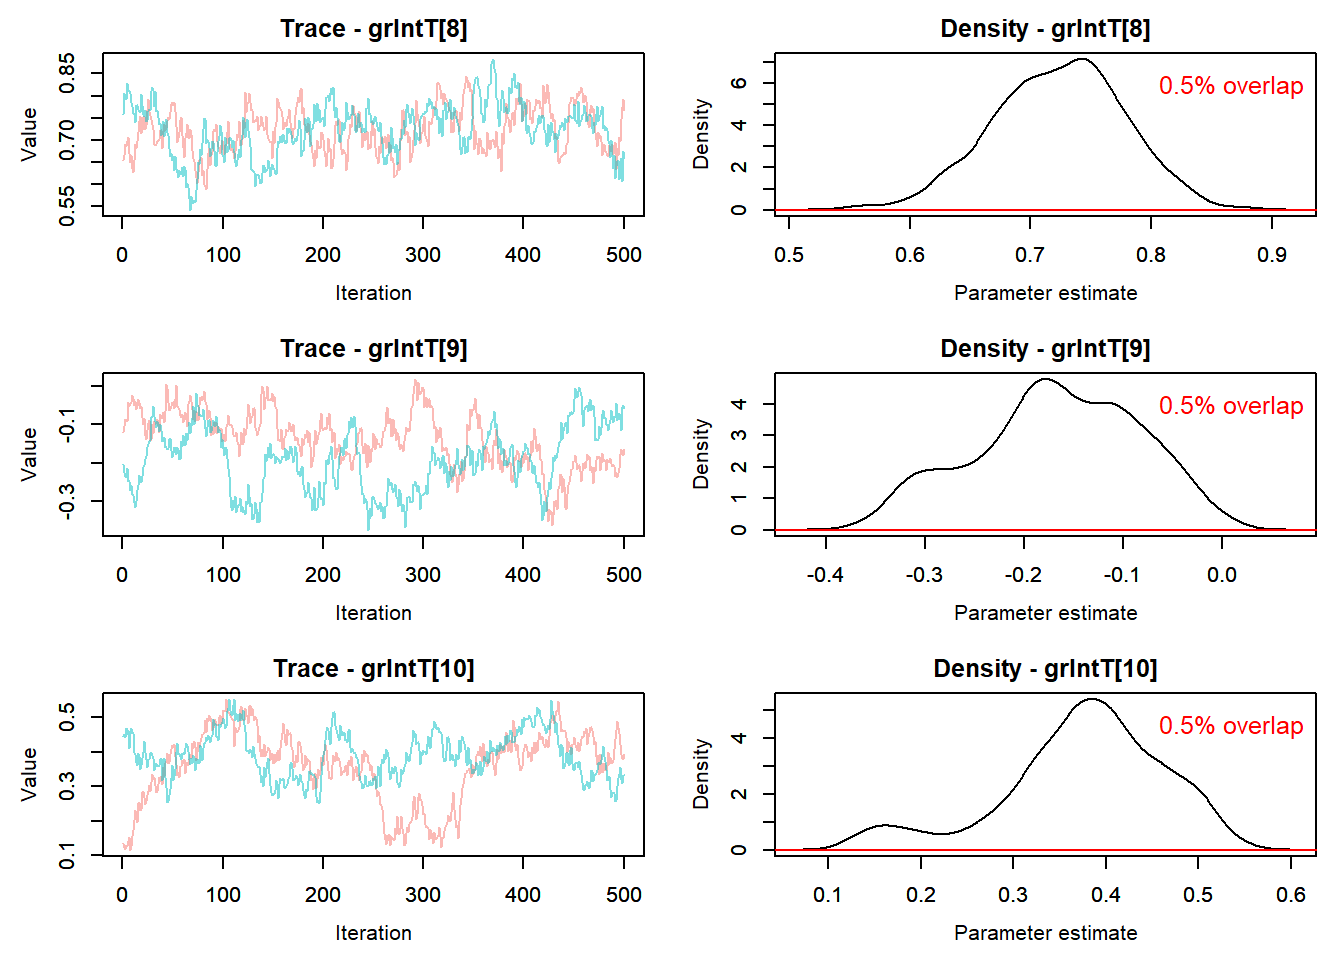 Trace - grIntT[8]
Value
0.55 0.70 0.85
0 100 200 300 400 500
Iteration
Density - grIntT[8]
0.5% overlap
Density
0 2 4 6
0.5 0.6 0.7 0.8 0.9
Parameter estimate
Trace - grIntT[9]
Value
-0.3 -0.1
0 100 200 300 400 500
Iteration
Density - grIntT[9]
0.5% overlap
Density
0 1 2 3 4
-0.4 -0.3 -0.2 -0.1 0.0
Parameter estimate
Trace - grIntT[10]
Value
0.1 0.3 0.5
0 100 200 300 400 500
Iteration
Density - grIntT[10]
0.5% overlap
Density
0 2 4
0.1 0.2 0.3 0.4 0.5 0.6
Parameter estimate